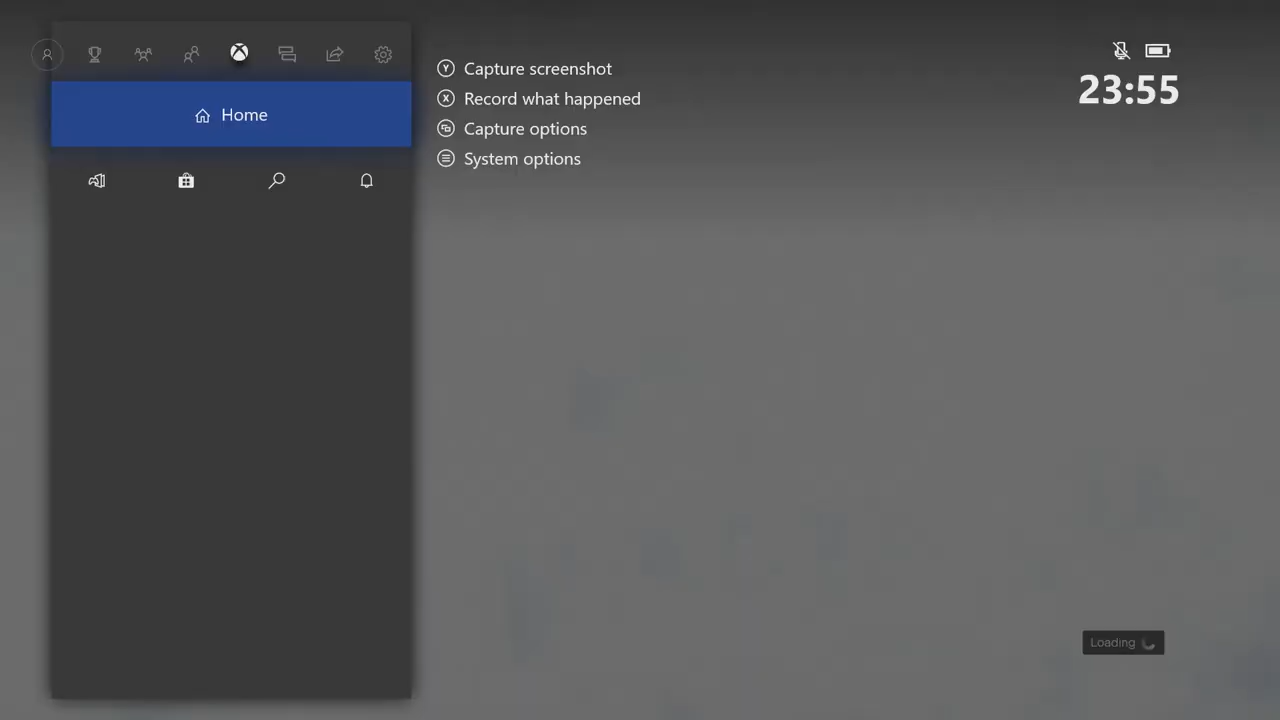 Home
Y Capture screenshot
X Record what happened
Capture options
System options
23:55
Loading